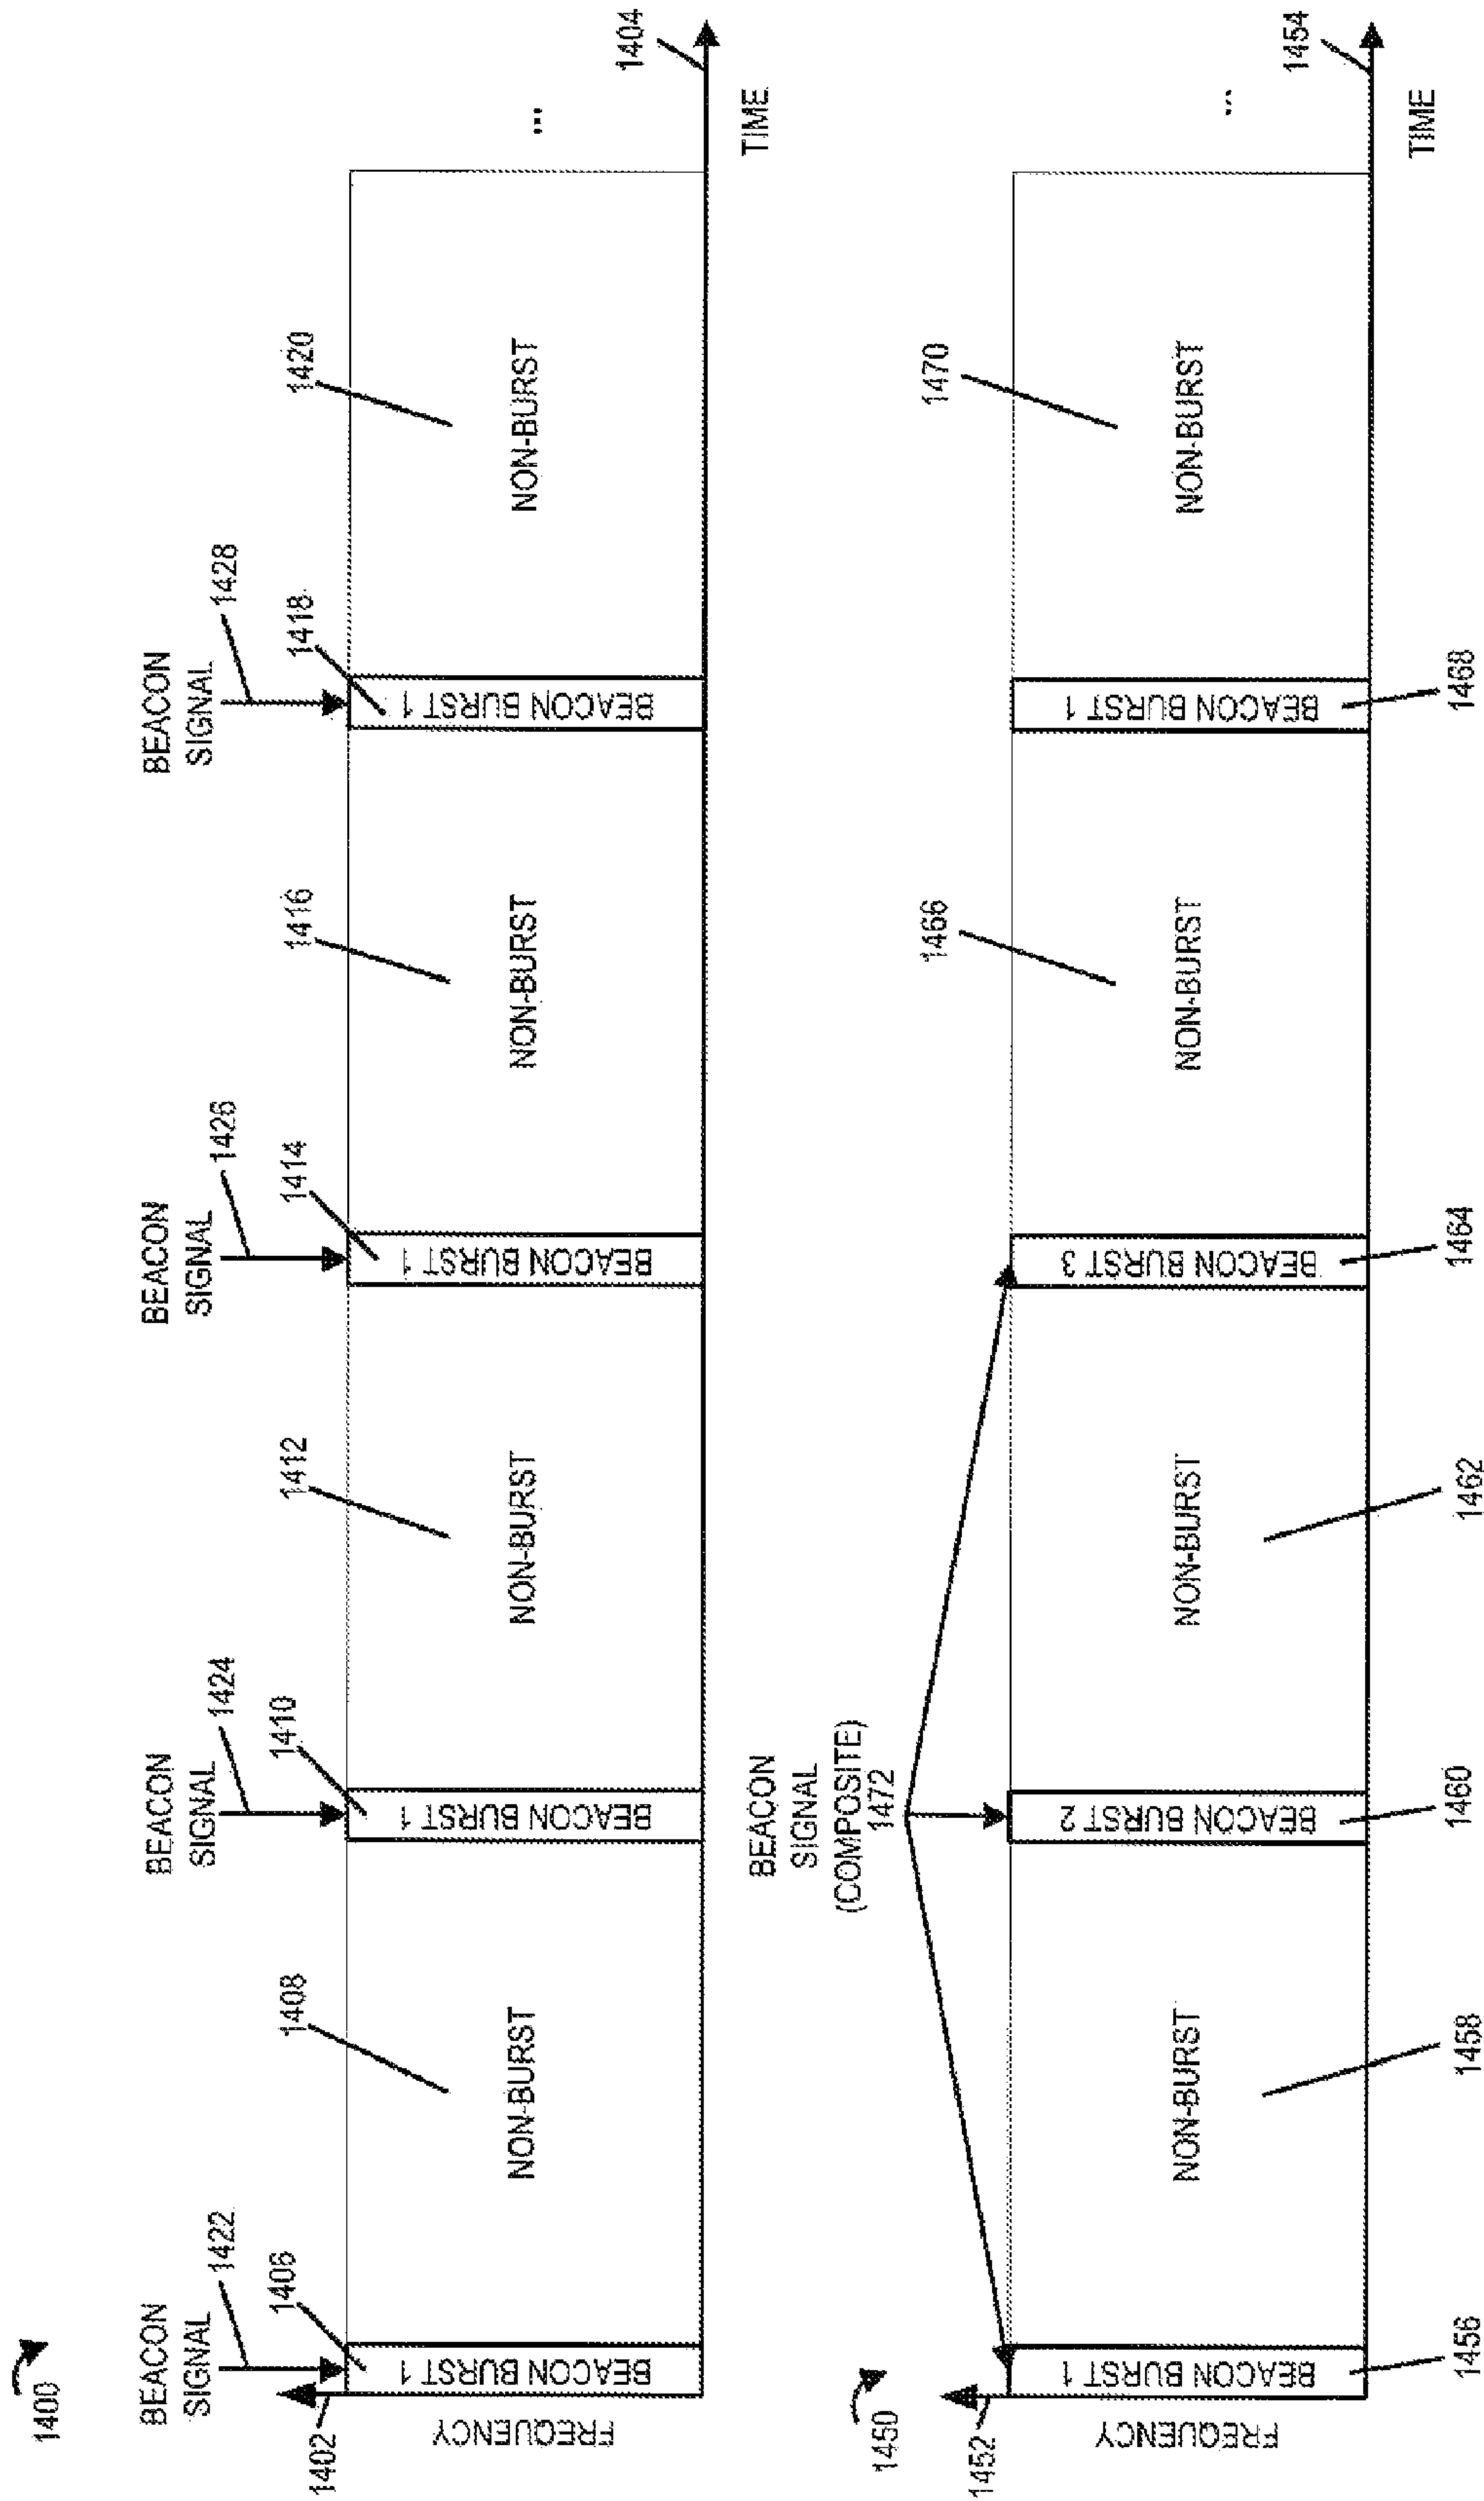 1400
BEACON
SIGNAL
1422
1406
BEACON
SIGNAL
1424
1410
BEACON
SIGNAL
1426
1414
BEACON
SIGNAL
1428
1418
1402
FREQUENCY
BEACON BURST 1
1408
NON-BURST
BEACON BURST 1
1412
NON-BURST
BEACON BURST 1
1416
NON-BURST
BEACON BURST 1
1420
NON-BURST
...
1404
TIME
1450
BEACON
SIGNAL
(COMPOSITE)
1472
1452
FREQUENCY
BEACON BURST 1
1456
NON-BURST
1458
BEACON BURST 2
1460
NON-BURST
1462
BEACON BURST 3
1464
1466
NON-BURST
BEACON BURST 1
1468
1470
NON-BURST
...
1454
TIME